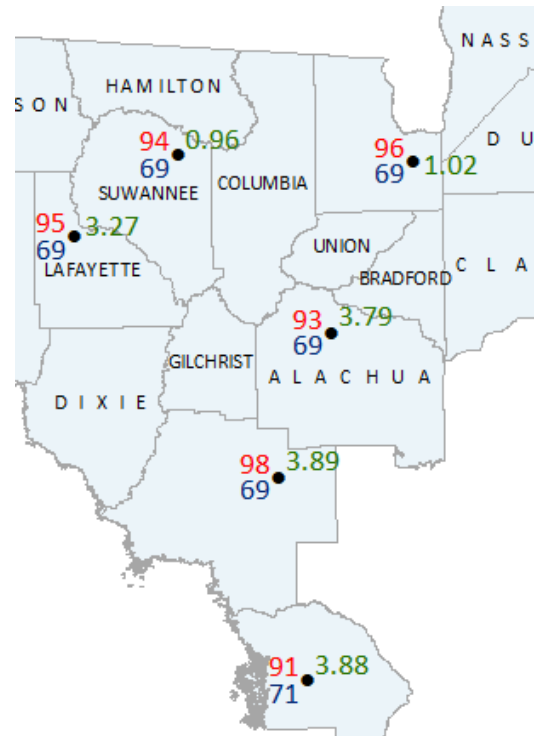 NASS
HAMILTON
SON
94 0.96
69
96
69 1.02
D U
SUWANNEE
COLUMBIA
95 3.27
69
LAFAYETTE
UNION
BRADFORD
CLA
93 3.79
69
GILCHRIST
ALACHUA
DIXIE
98 3.89
69
91 3.88
71